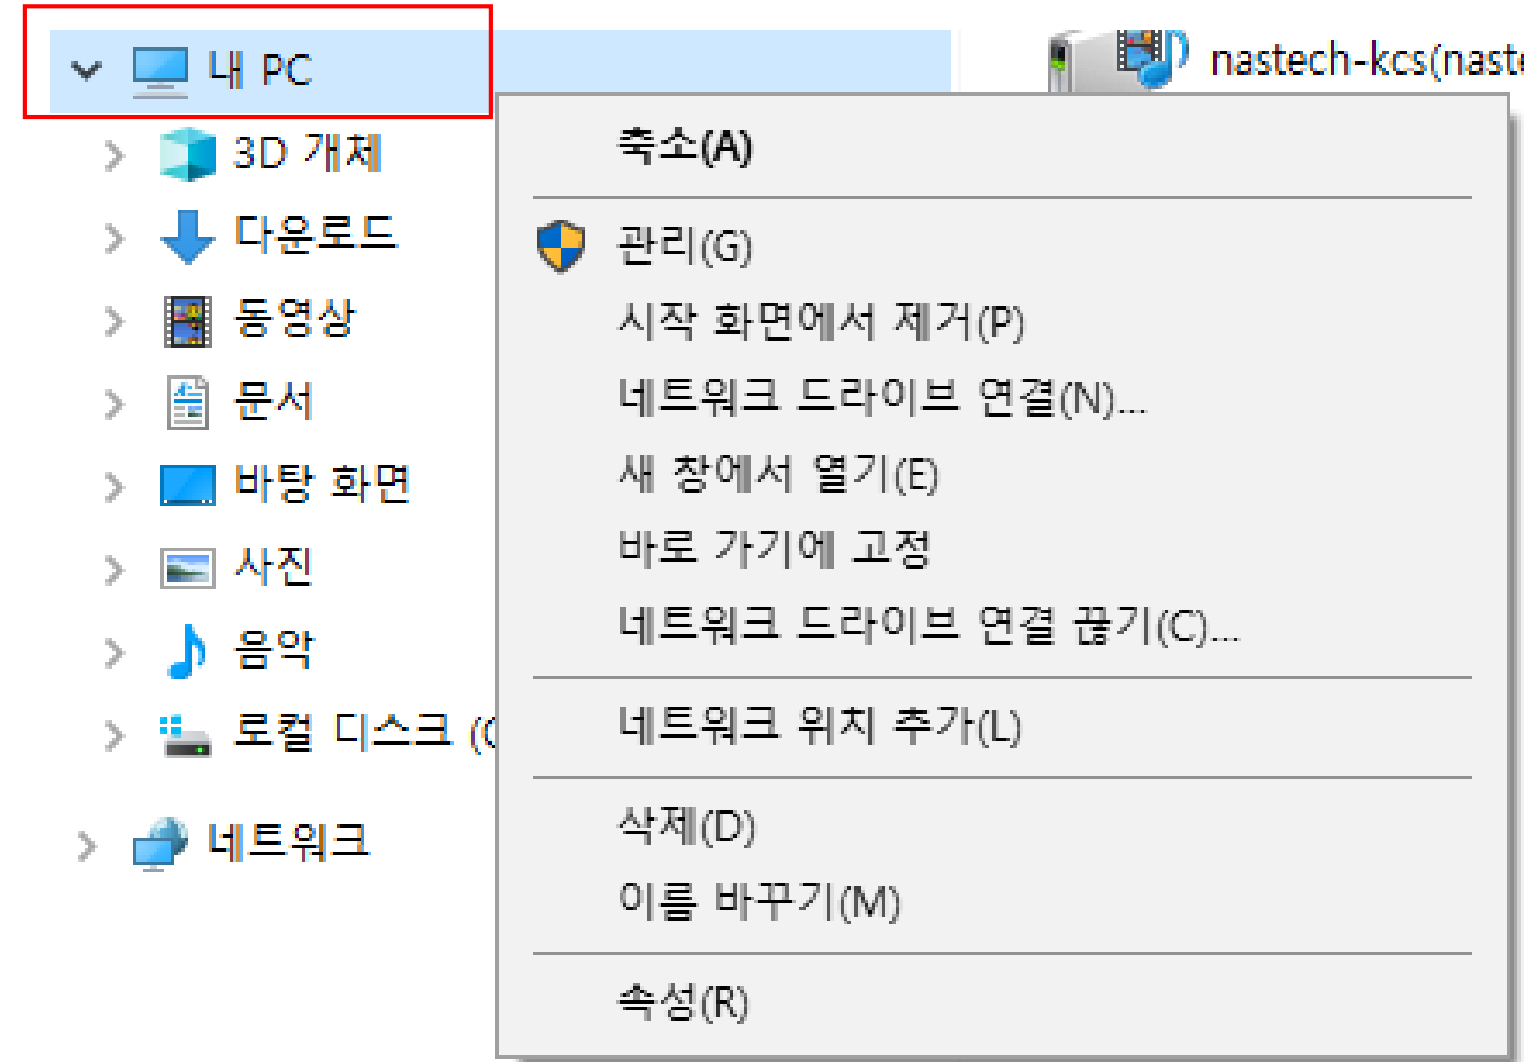 내 PC
3D 개체
다운로드
동영상
문서
바탕 화면
사진
음악
로컬 디스크 (
네트워크
nastech-kcs(naste
축소(A)
관리(G)
시작 화면에서 제거(P)
네트워크 드라이브 연결(N)...
새 창에서 열기(E)
바로 가기에 고정
네트워크 드라이브 연결 끊기(C)...
네트워크 위치 추가(L)
삭제(D)
이름 바꾸기(M)
속성(R)